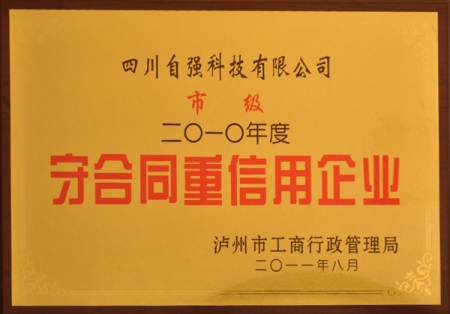 四川自强科技有限公司
市 级
二〇一〇年度
守合同重信用企业
泸州市工商行政管理局
二〇一一年八月